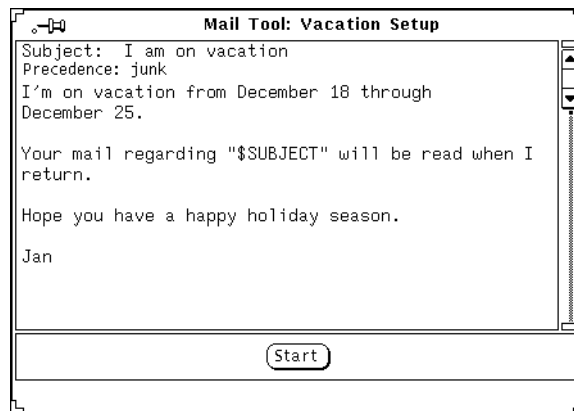 Mail Tool: Vacation Setup
Subject:  I am on vacation
Precedence: junk
I'm on vacation from December 18 through
December 25.
Your mail regarding "$SUBJECT" will be read when I
return.
Hope you have a happy holiday season.
Jan
Start